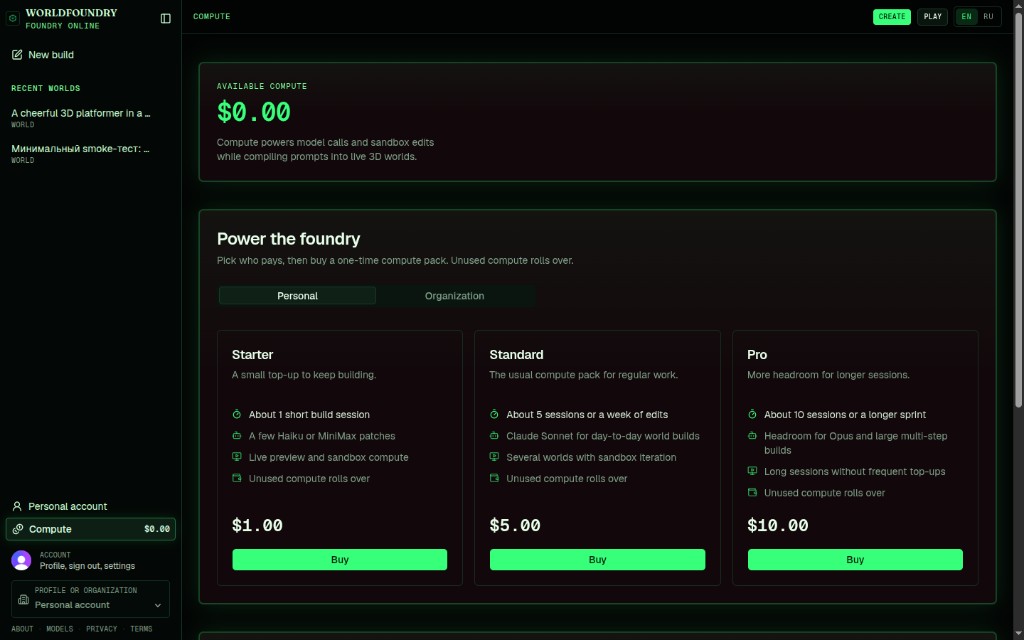 WORLDFOUNDRY
FOUNDRY ONLINE
New build
RECENT WORLDS
A cheerful 3D platformer in a ...
WORLD
Минимальный smoke-тест: ...
WORLD
Personal account
Compute $0.00
ACCOUNT
Profile, sign out, settings
PROFILE OR ORGANIZATION
Personal account
ABOUT · MODELS · PRIVACY · TERMS
COMPUTE
CREATE PLAY EN RU
AVAILABLE COMPUTE
$0.00
Compute powers model calls and sandbox edits
while compiling prompts into live 3D worlds.
Power the foundry
Pick who pays, then buy a one-time compute pack. Unused compute rolls over.
Personal Organization
Starter
A small top-up to keep building.
About 1 short build session
A few Haiku or MiniMax patches
Live preview and sandbox compute
Unused compute rolls over
$1.00
Buy
Standard
The usual compute pack for regular work.
About 5 sessions or a week of edits
Claude Sonnet for day-to-day world builds
Several worlds with sandbox iteration
Unused compute rolls over
$5.00
Buy
Pro
More headroom for longer sessions.
About 10 sessions or a longer sprint
Headroom for Opus and large multi-step
builds
Long sessions without frequent top-ups
Unused compute rolls over
$10.00
Buy